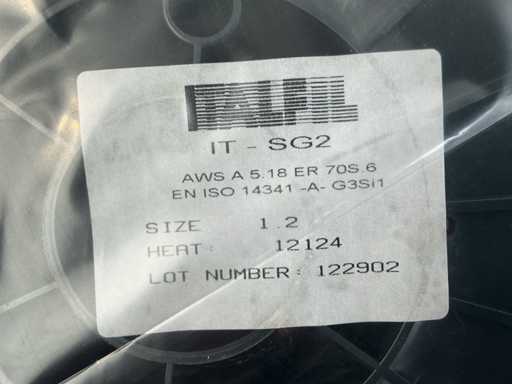 ITALFIL
IT - SG2
AWS A 5.18 ER 70S.6
EN ISO 14341 -A- G3Si1
SIZE 1.2
HEAT: 12124
LOT NUMBER: 122902